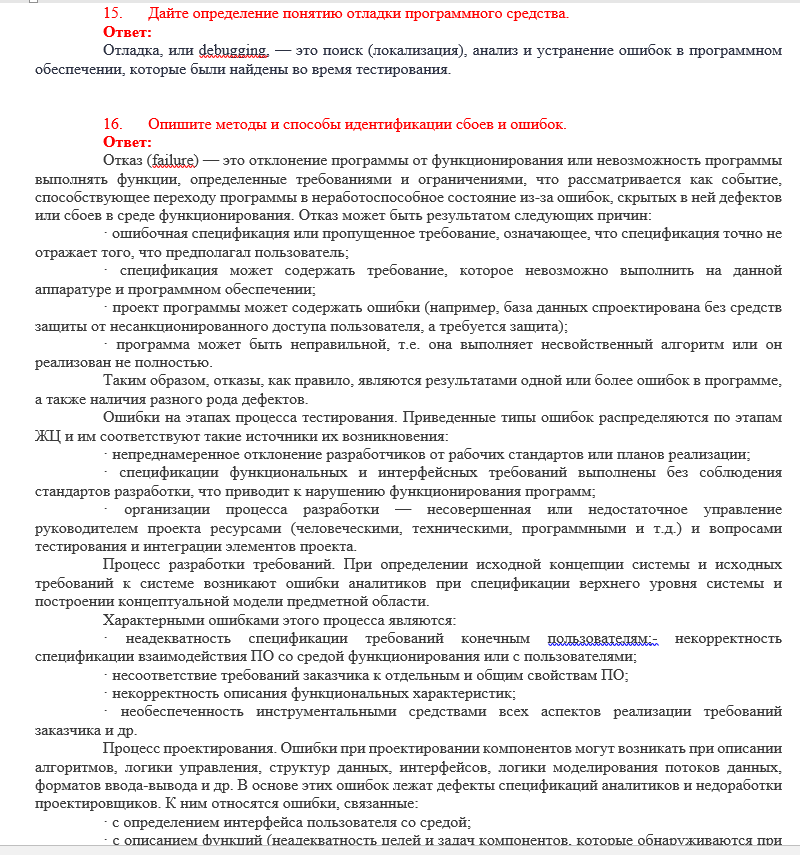 15. Дайте определение понятию отладки программного средства.
Ответ:
Отладка, или debugging, — это поиск (локализация), анализ и устранение ошибок в программном
обеспечении, которые были найдены во время тестирования.
16. Опишите методы и способы идентификации сбоев и ошибок.
Ответ:
Отказ (failure) — это отклонение программы от функционирования или невозможность программы
выполнять функции, определенные требованиями и ограничениями, что рассматривается как событие,
способствующее переходу программы в неработоспособное состояние из-за ошибок, скрытых в ней дефектов
или сбоев в среде функционирования. Отказ может быть результатом следующих причин:
· ошибочная спецификация или пропущенное требование, означающее, что спецификация точно не
отражает того, что предполагал пользователь;
· спецификация может содержать требование, которое невозможно выполнить на данной
аппаратуре и программном обеспечении;
· проект программы может содержать ошибки (например, база данных спроектирована без средств
защиты от несанкционированного доступа пользователя, а требуется защита);
· программа может быть неправильной, т.е. она выполняет несвойственный алгоритм или он
реализован не полностью.
Таким образом, отказы, как правило, являются результатами одной или более ошибок в программе,
а также наличия разного рода дефектов.
Ошибки на этапах процесса тестирования. Приведенные типы ошибок распределяются по этапам
ЖЦ и им соответствуют такие источники их возникновения:
· непреднамеренное отклонение разработчиков от рабочих стандартов или планов реализации;
· спецификации функциональных и интерфейсных требований выполнены без соблюдения
стандартов разработки, что приводит к нарушению функционирования программ;
· организации процесса разработки — несовершенная или недостаточное управление
руководителем проекта ресурсами (человеческими, техническими, программными и т.д.) и вопросами
тестирования и интеграции элементов проекта.
Процесс разработки требований. При определении исходной концепции системы и исходных
требований к системе возникают ошибки аналитиков при спецификации верхнего уровня системы и
построении концептуальной модели предметной области.
Характерными ошибками этого процесса являются:
· неадекватность спецификации требований конечным пользователям;- некорректность
спецификации взаимодействия ПО со средой функционирования или с пользователями;
· несоответствие требований заказчика к отдельным и общим свойствам ПО;
· некорректность описания функциональных характеристик;
· необеспеченность инструментальными средствами всех аспектов реализации требований
заказчика и др.
Процесс проектирования. Ошибки при проектировании компонентов могут возникать при описании
алгоритмов, логики управления, структур данных, интерфейсов, логики моделирования потоков данных,
форматов ввода-вывода и др. В основе этих ошибок лежат дефекты спецификаций аналитиков и недоработки
проектировщиков. К ним относятся ошибки, связанные:
· с определением интерфейса пользователя со средой;
· с описанием функций (неадекватность целей и задач компонентов, которые обнаруживаются при